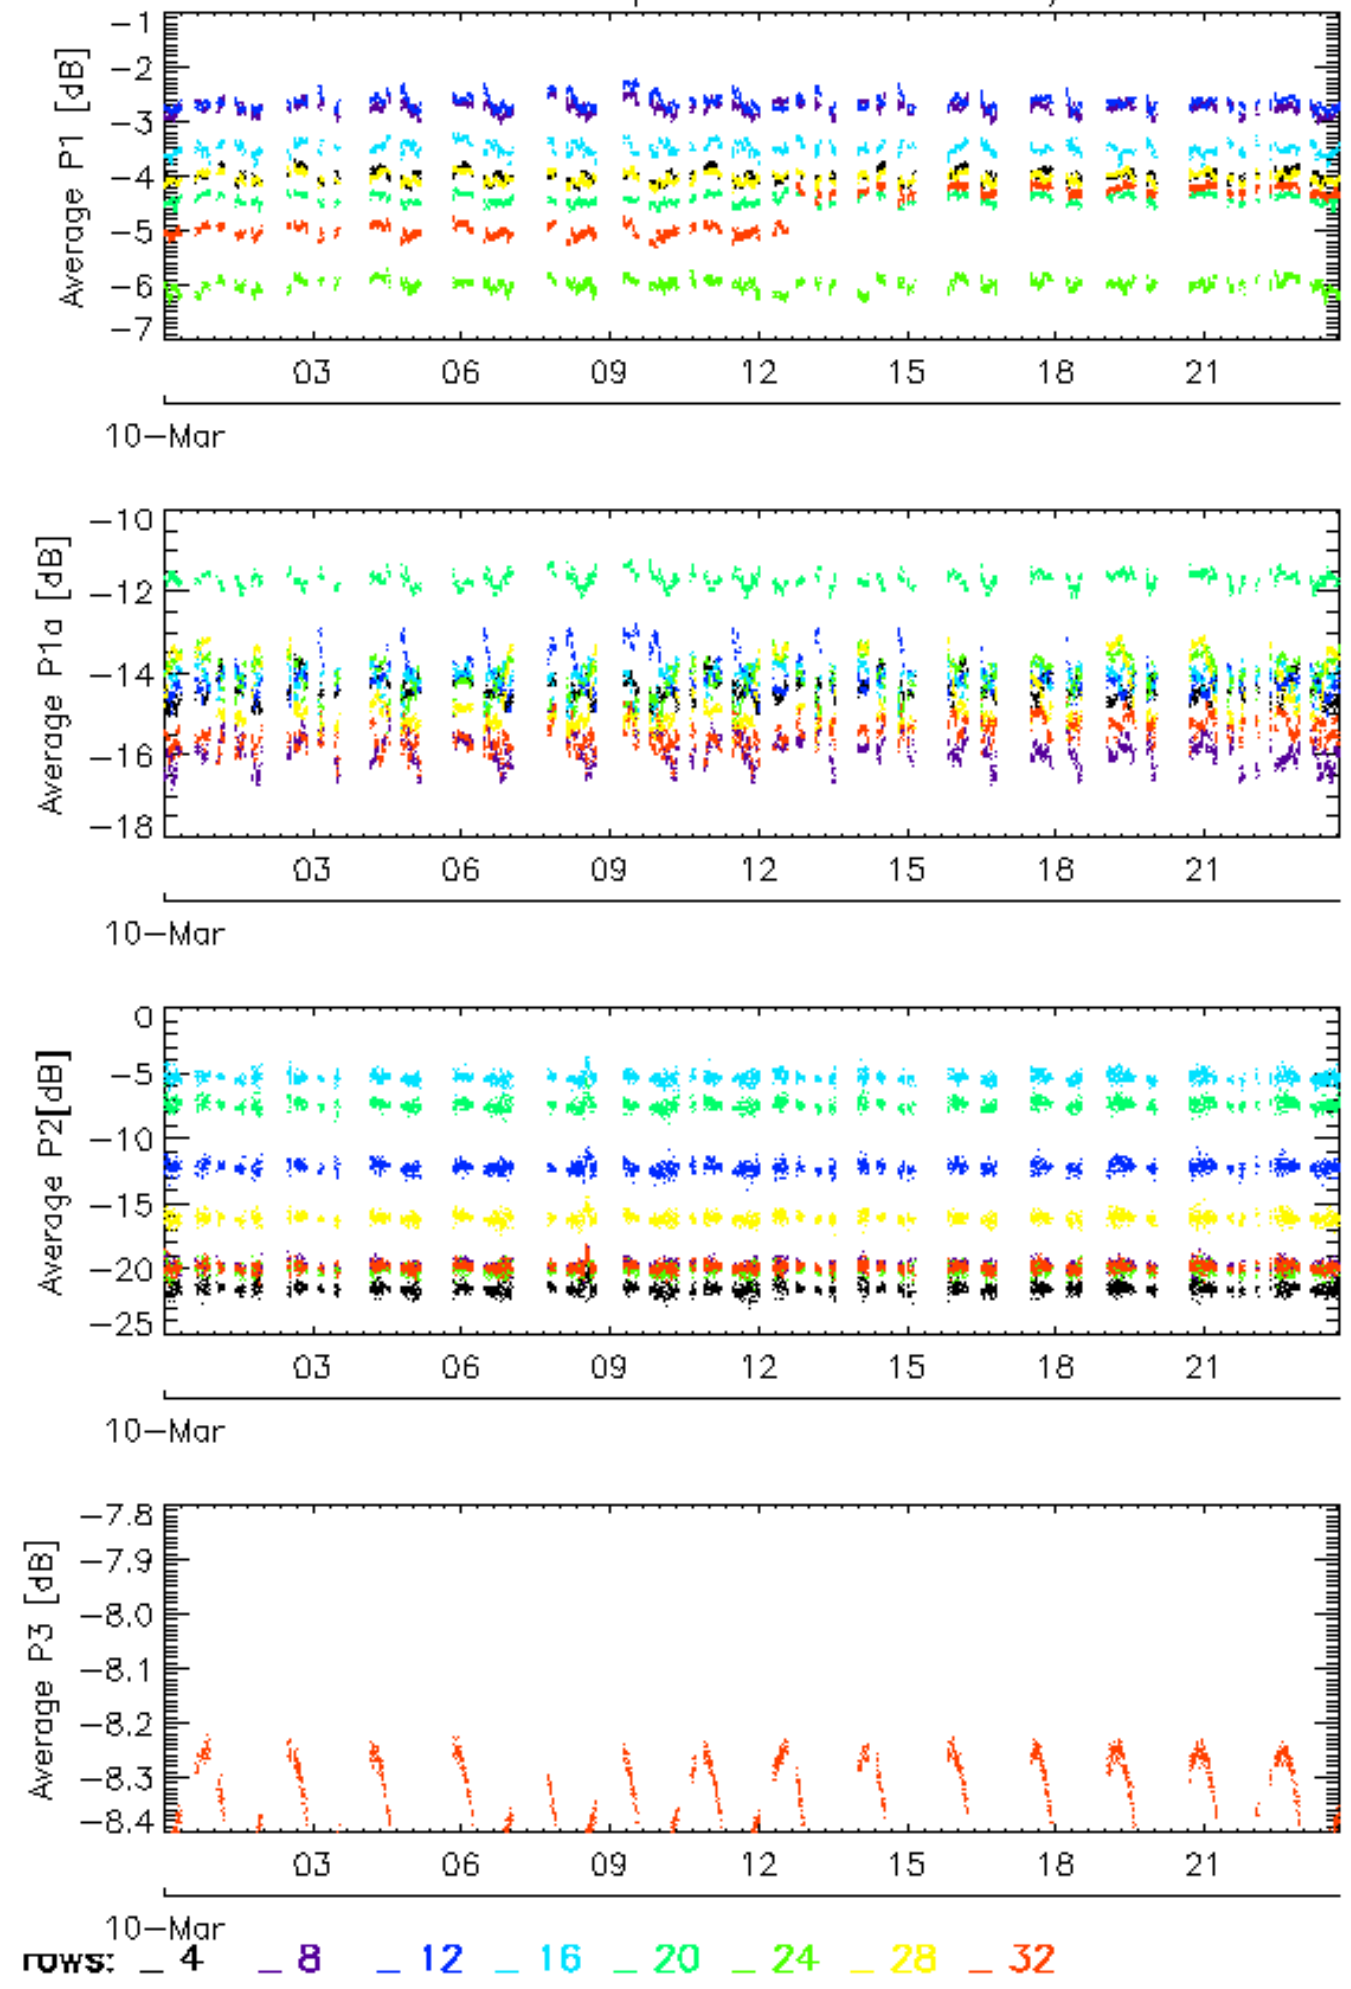 −1
−2
−3
−4
−5
−6
−7
Average P1 [dB]
03 06 09 12 15 18 21
10−Mar
−10
−12
−14
−16
−18
Average P1a [dB]
03 06 09 12 15 18 21
10−Mar
0
−5
−10
−15
−20
−25
Average P2[dB]
03 06 09 12 15 18 21
10−Mar
−7.8
−7.9
−8.0
−8.1
−8.2
−8.3
−8.4
Average P3 [dB]
03 06 09 12 15 18 21
10−Mar
rows: _ 4 _ 8 _ 12 _ 16 _ 20 _ 24 _ 28 _ 32